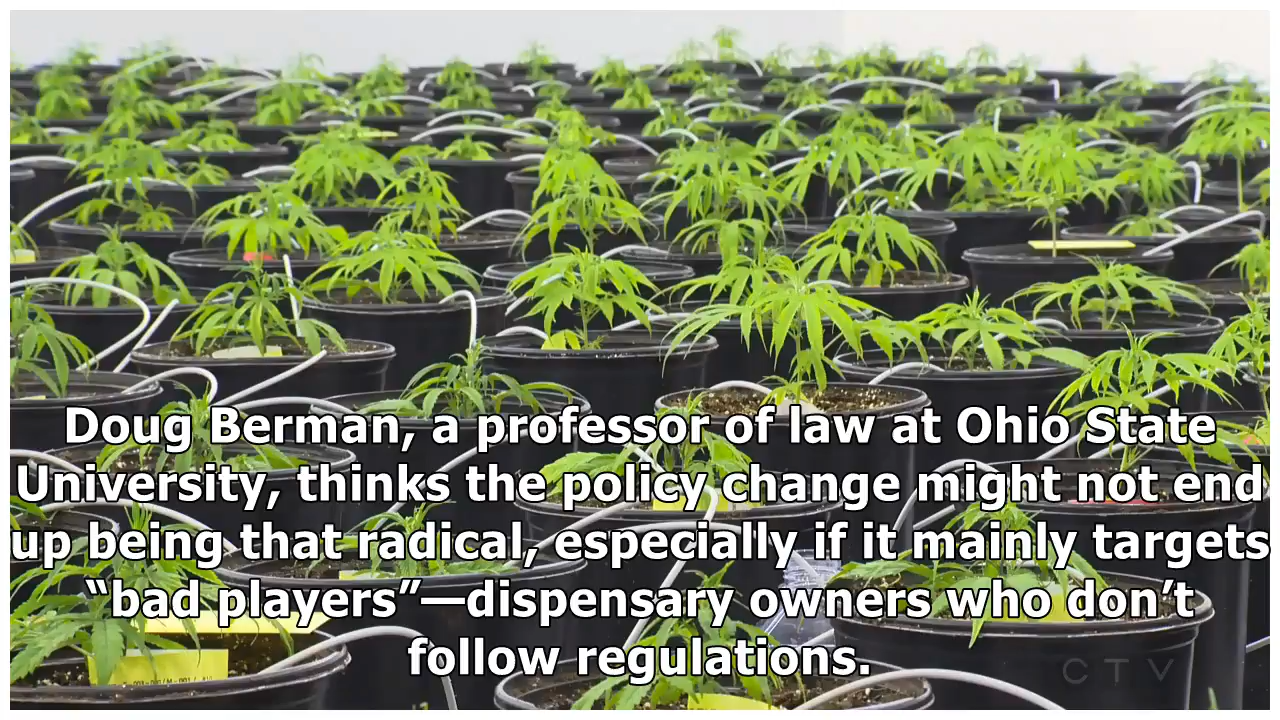 Doug Berman, a professor of law at Ohio State
University, thinks the policy change might not end
up being that radical, especially if it mainly targets
“bad players”—dispensary owners who don’t
follow regulations.
CTV